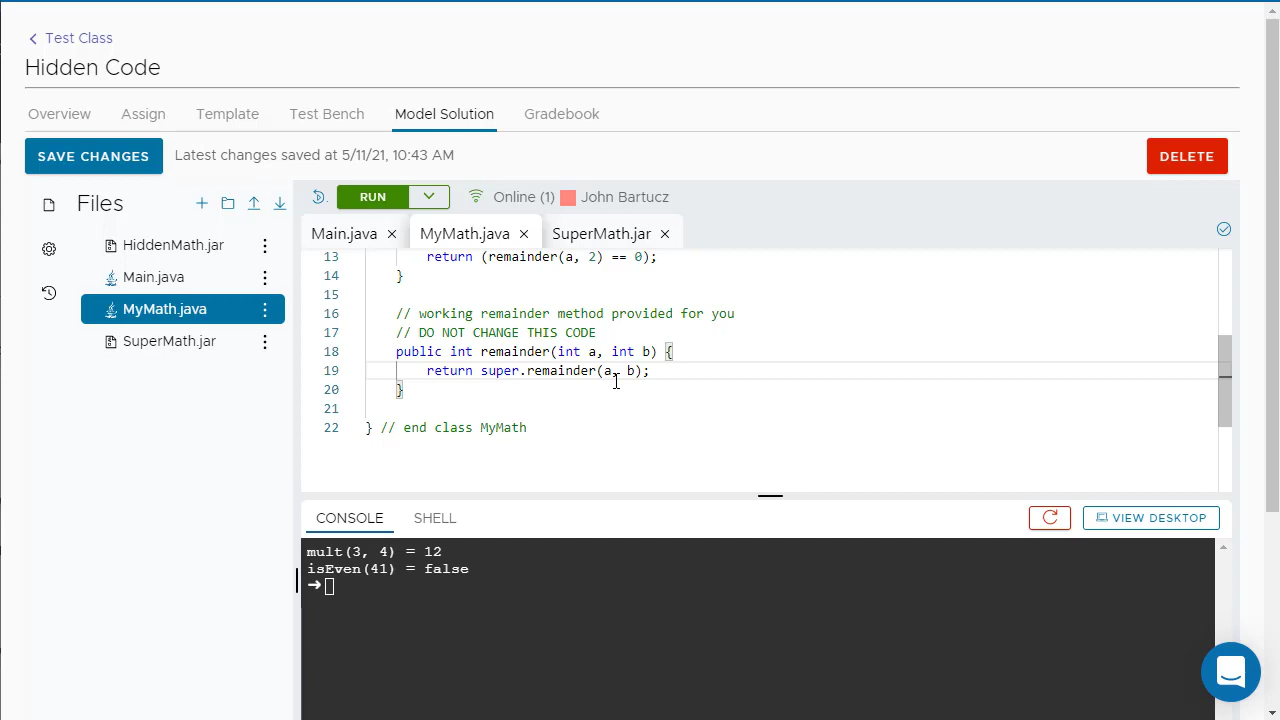 Test Class
Hidden Code
Overview Assign Template Test Bench Model Solution Gradebook
SAVE CHANGES Latest changes saved at 5/11/21, 10:43 AM DELETE
Files
HiddenMath.jar
Main.java
MyMath.java
SuperMath.jar
RUN Online (1) John Bartucz
Main.java × MyMath.java × SuperMath.jar ×
13 return (remainder(a, 2) == 0);
14 }
15
16 // working remainder method provided for you
17 // DO NOT CHANGE THIS CODE
18 public int remainder(int a, int b) {
19 return super.remainder(a, b);
20 }
21
22 } // end class MyMath
CONSOLE SHELL VIEW DESKTOP
mult(3, 4) = 12
isEven(41) = false
➜